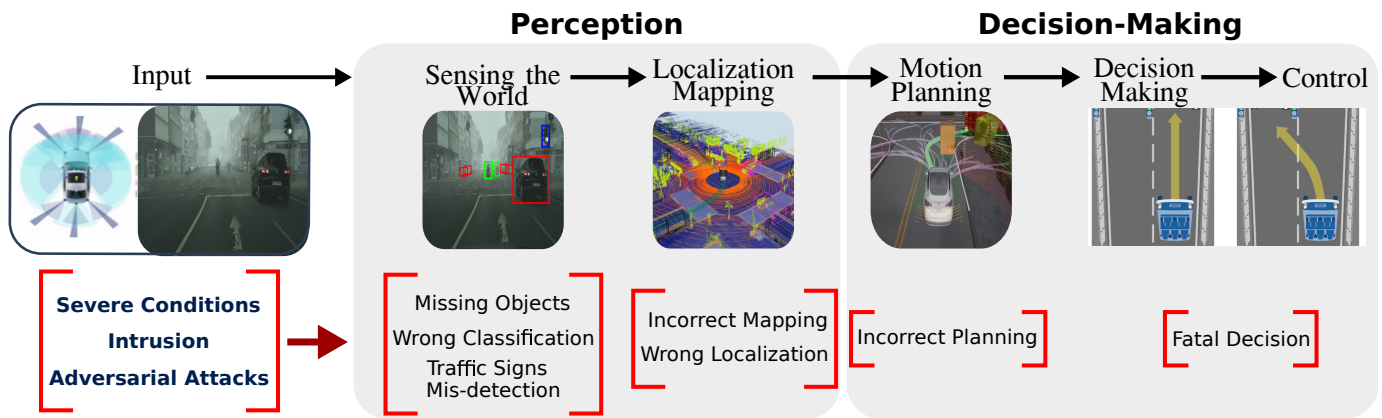 Perception
Decision-Making
Input
Sensing the
World
Localization
Mapping
Motion
Planning
Decision
Making
Control
Severe Conditions
Intrusion
Adversarial Attacks
Missing Objects
Wrong Classification
Traffic Signs
Mis-detection
Incorrect Mapping
Wrong Localization
Incorrect Planning
Fatal Decision